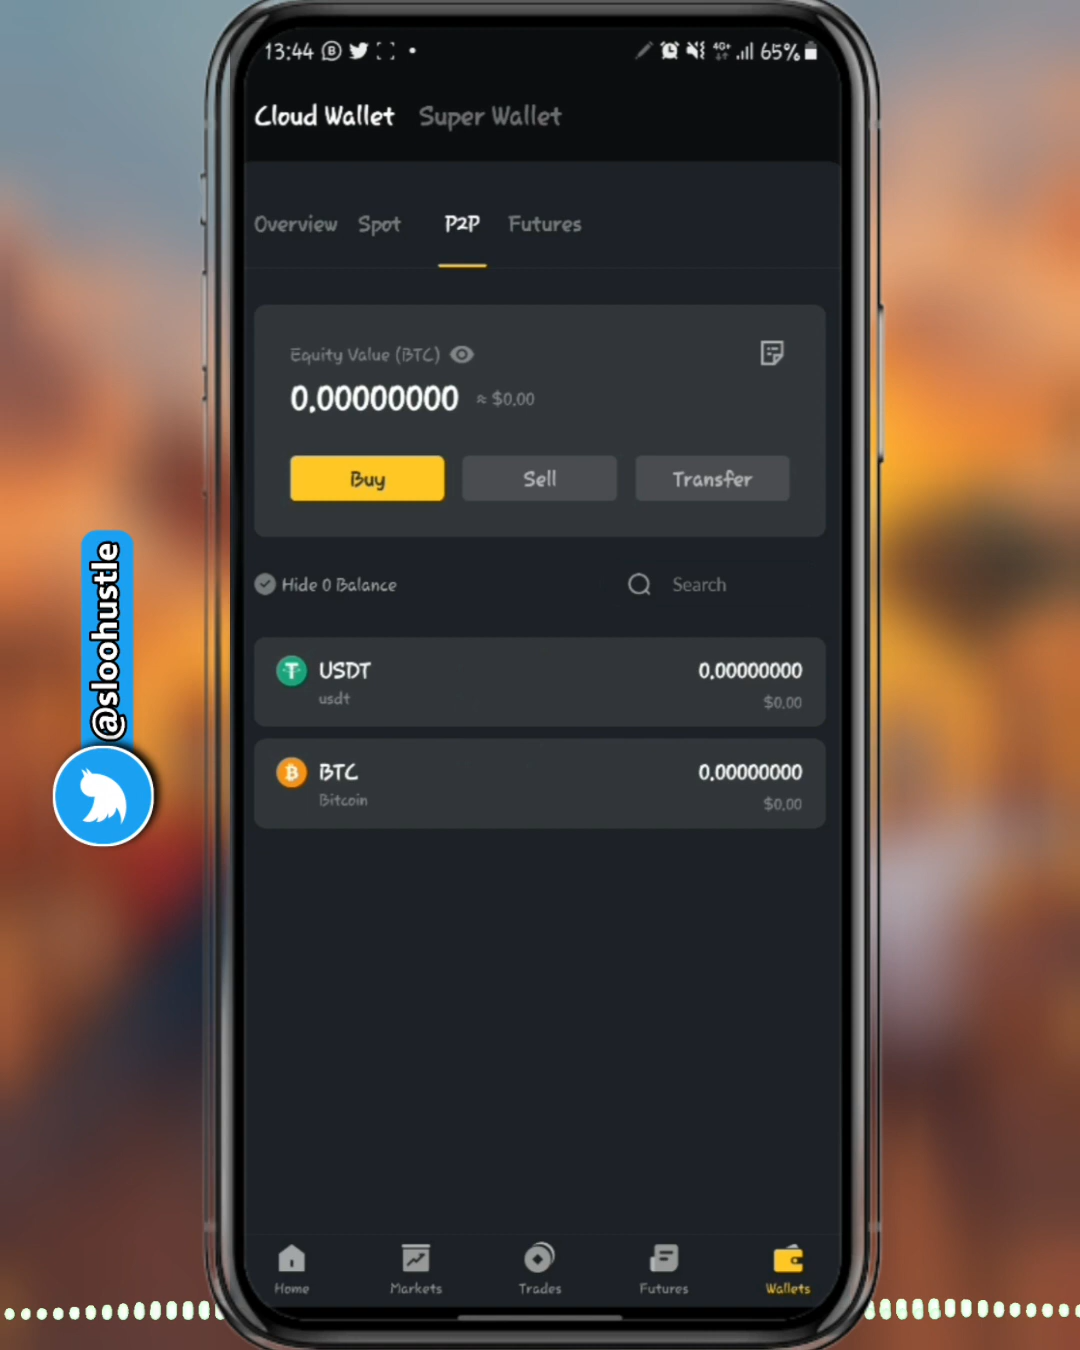 13:44
4G+
65%
Cloud Wallet Super Wallet
Overview Spot P2P Futures
Equity Value (BTC)
0.00000000 ≈ $0.00
Buy Sell Transfer
Hide 0 Balance Search
USDT 0.00000000
usdt $0.00
BTC 0.00000000
Bitcoin $0.00
@sloohustle
Home Markets Trades Futures Wallets